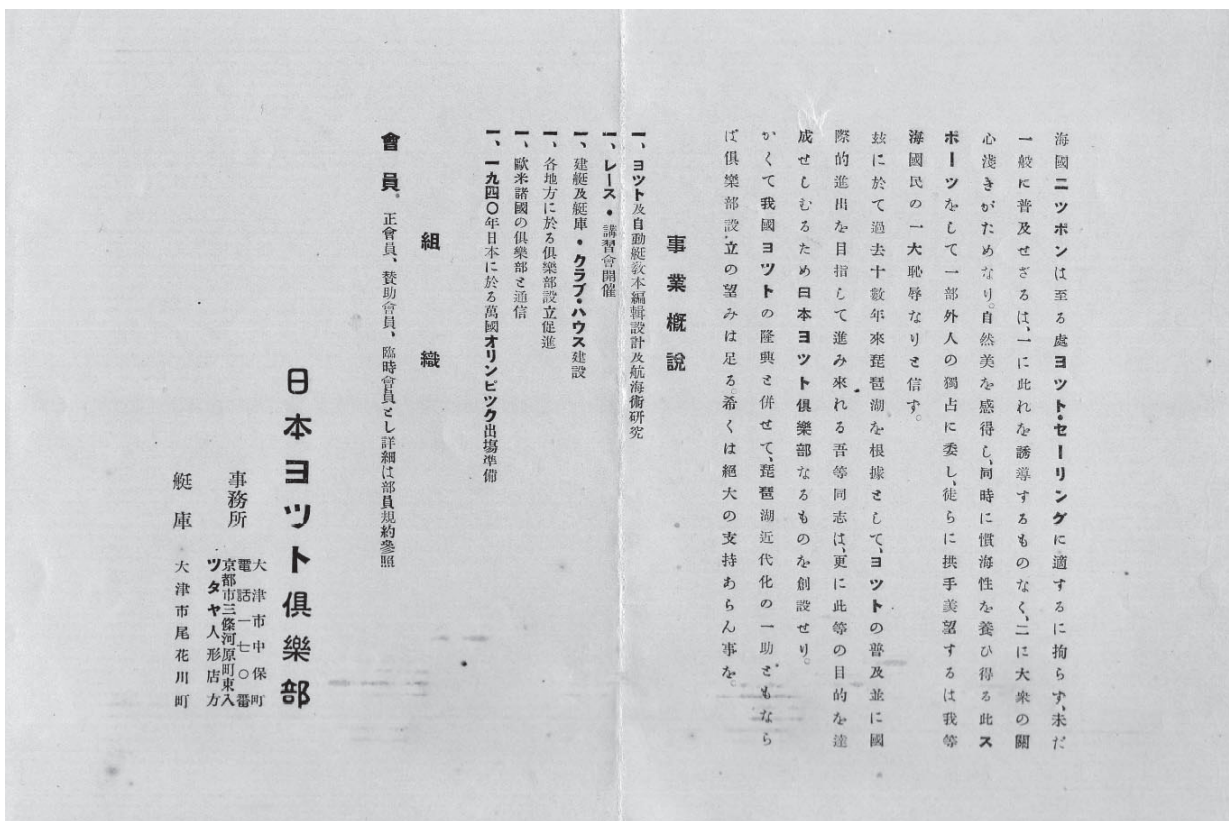 海國ニツポンは至る處ヨツト・セーリングに適するに拘らず、未だ
一般に普及せざるは、一に此れを誘導するものなく、二に大衆の關
心淺きがためなり。自然美を感得し、同時に慣海性を養ひ得る此ス
ポーツをして一部外人の獨占に委し、徒らに拱手羨望するは我等
海國民の一大恥辱なりと信す。
玆に於て過去十數年來琵琶湖を根據として、ヨツトの普及並に國
際的進出を目指して進み來れる吾等同志は、更に此等の目的を達
成せしむるため日本ヨツト俱樂部なるものを創設せり。
かくて我國ヨツトの隆興と併せて、琵琶湖近代化の一助ともなら
ば俱樂部設立の望みは足る。希くは絕大の支持あらん事を。
事業概說
一、ヨツト及自動艇敎本編輯設計及航海術硏究
一、レース・講習會開催
一、建艇及艇庫・クラブ・ハウス建設
一、各地方に於る俱樂部設立促進
一、歐米諸國の俱樂部と通信
一、一九四〇年日本に於る萬國オリンピツク出塲準備
組織
會員。正會員、賛助會員、臨時會員とし詳細は部員規約參照
日本ヨツト俱樂部
事務所
大津市中保町
電話一七〇番
京都市三條河原町東入
ツタヤ人形店方
艇庫 大津市尾花川町